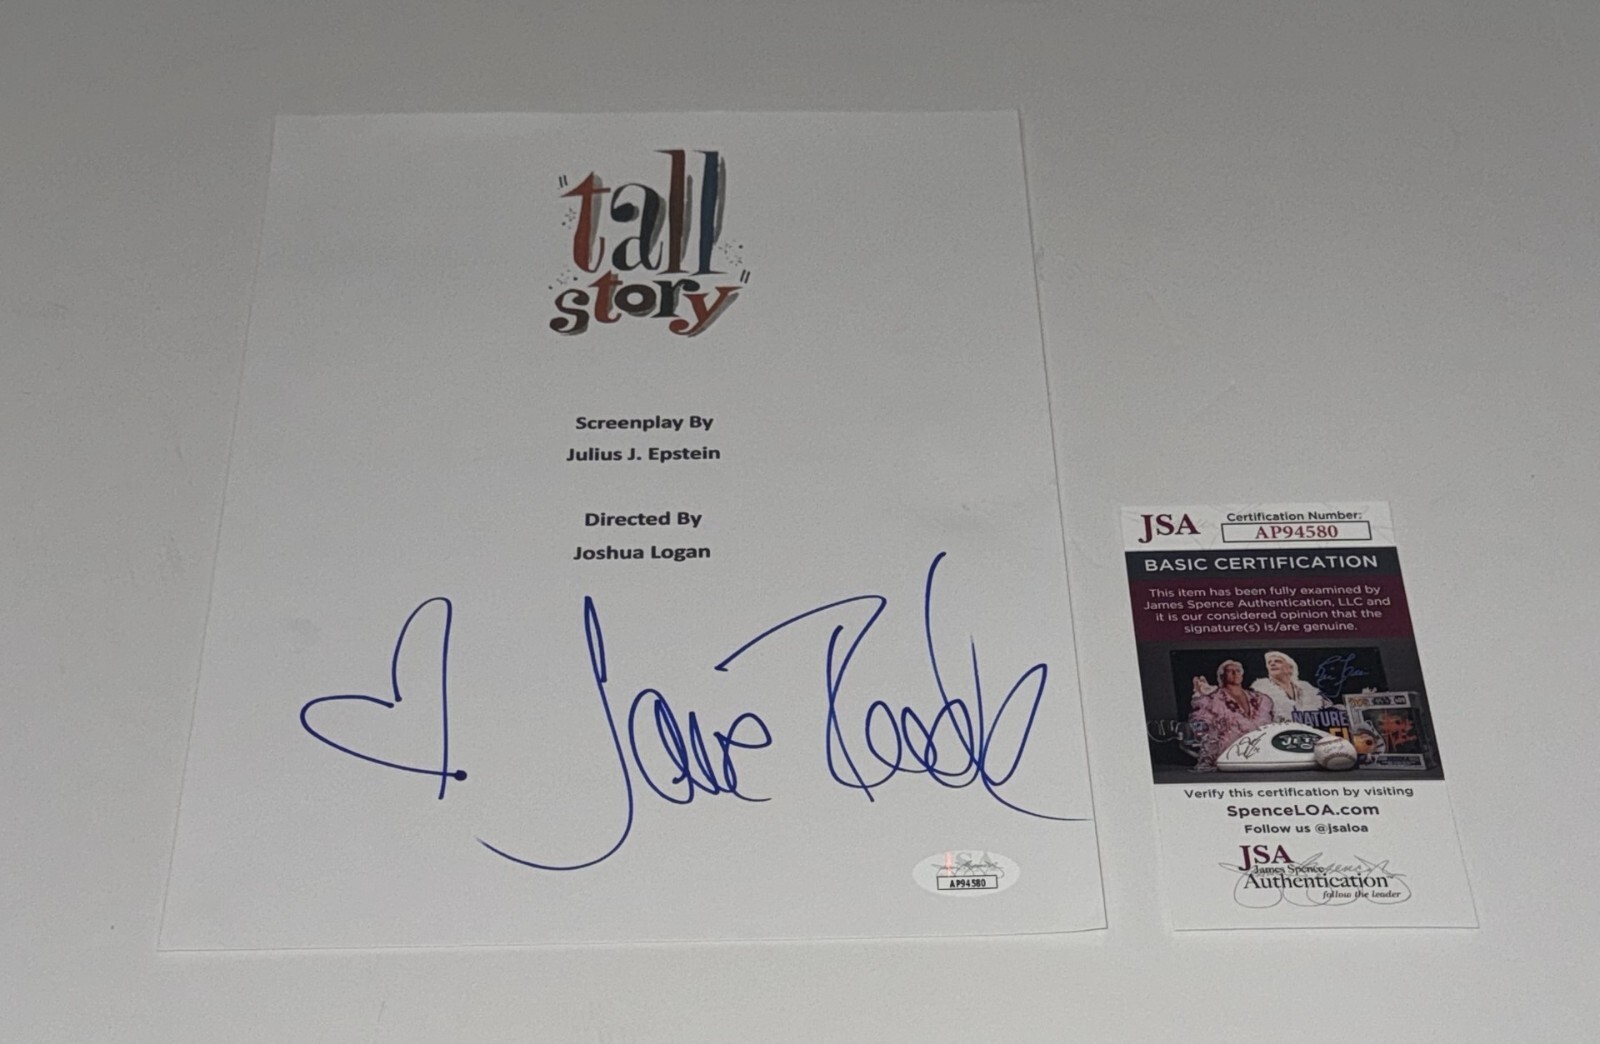 "tall
story"
Screenplay By
Julius J. Epstein
Directed By
Joshua Logan
JSA
AP94580
JSA
Certification Number:
AP94580
BASIC CERTIFICATION
This item has been fully examined by
James Spence Authentication, LLC and
it is our considered opinion that the
signature(s) is/are genuine.
NATURE
JETS
Verify this certification by visiting
SpenceLOA.com
Follow us @jsaloa
JSA
James Spence
Authentication
follow the leader